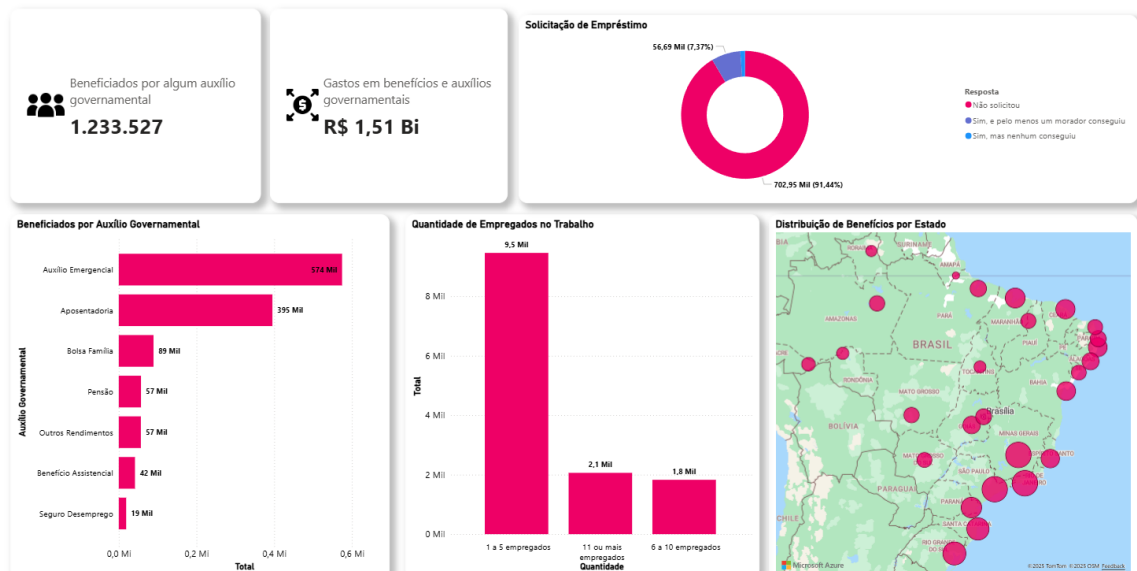 Beneficiados por algum auxílio
governamental
1.233.527
Gastos em benefícios e auxílios
governamentais
R$ 1,51 Bi
Solicitação de Empréstimo
56,69 Mil (7,37%)
702,95 Mil (91,44%)
Resposta
Não solicitou
Sim, e pelo menos um morador conseguiu
Sim, mas nenhum conseguiu
Beneficiados por Auxílio Governamental
Auxílio Governamental
Auxílio Emergencial
574 Mil
Aposentadoria
395 Mil
Bolsa Família
89 Mil
Pensão
57 Mil
Outros Rendimentos
57 Mil
Benefício Assistencial
42 Mil
Seguro Desemprego
19 Mil
0,0 Mi
0,2 Mi
0,4 Mi
0,6 Mi
Total
Quantidade de Empregados no Trabalho
Total
8 Mil
6 Mil
4 Mil
2 Mil
0 Mil
9,5 Mil
2,1 Mil
1,8 Mil
1 a 5 empregados
11 ou mais
empregados
6 a 10 empregados
Quantidade
Distribuição de Benefícios por Estado
SURINAME
AMAPÁ
AMAZONAS
PARÁ
MARANHÃO
PIAUÍ
BRASIL
RONDÔNIA
MATO GROSSO
BAHIA
Brasília
BOLÍVIA
MINAS GERAIS
SÃO PAULO
PARAGUAI
PARANÁ
CHILE
RIO GRANDE
DO SUL
Microsoft Azure
©2025 TomTom ©2025 OSM Feedback